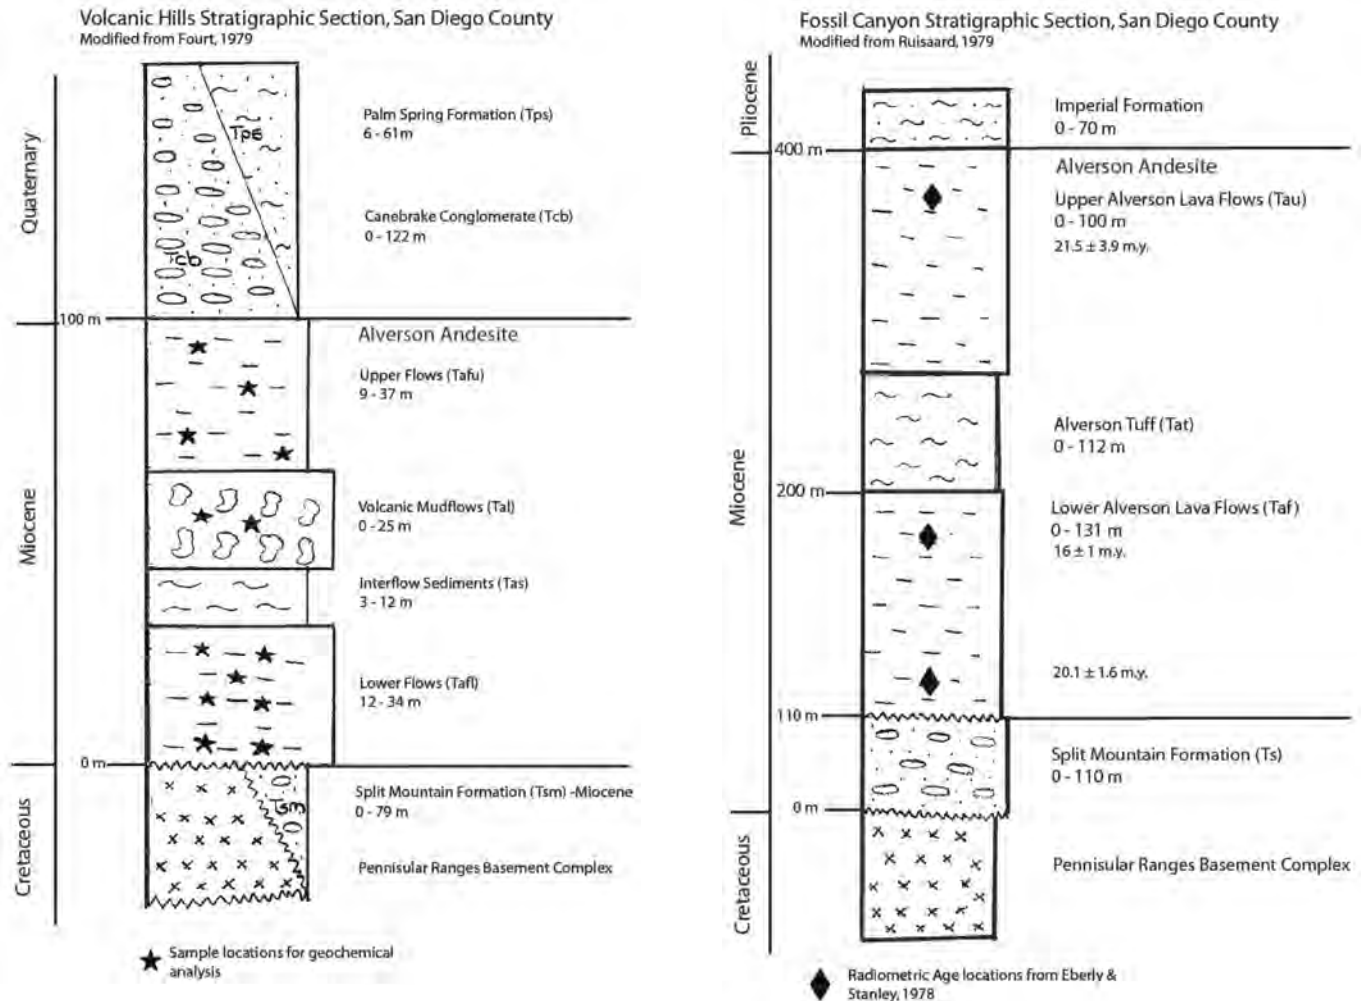 Volcanic Hills Stratigraphic Section, San Diego County
Modified from Fourt, 1979
Quaternary
Miocene
Cretaceous
100 m
0 m
Tps
Tcb
Tsm
Palm Spring Formation (Tps)
6 - 61m
Canebrake Conglomerate (Tcb)
0 - 122 m
Alverson Andesite
Upper Flows (Tafu)
9 - 37 m
Volcanic Mudflows (Tal)
0 - 25 m
Interflow Sediments (Tas)
3 - 12 m
Lower Flows (Tafl)
12 - 34 m
Split Mountain Formation (Tsm) -Miocene
0 - 79 m
Pennisular Ranges Basement Complex
Sample locations for geochemical
analysis
Fossil Canyon Stratigraphic Section, San Diego County
Modified from Ruisaard, 1979
Pliocene
Miocene
Cretaceous
400 m
200 m
110 m
0 m
Imperial Formation
0 - 70 m
Alverson Andesite
Upper Alverson Lava Flows (Tau)
0 - 100 m
21.5 ± 3.9 m.y.
Alverson Tuff (Tat)
0 - 112 m
Lower Alverson Lava Flows (Taf)
0 - 131 m
16 ± 1 m.y.
20.1 ± 1.6 m.y.
Split Mountain Formation (Ts)
0 - 110 m
Pennisular Ranges Basement Complex
Radiometric Age locations from Eberly &
Stanley, 1978